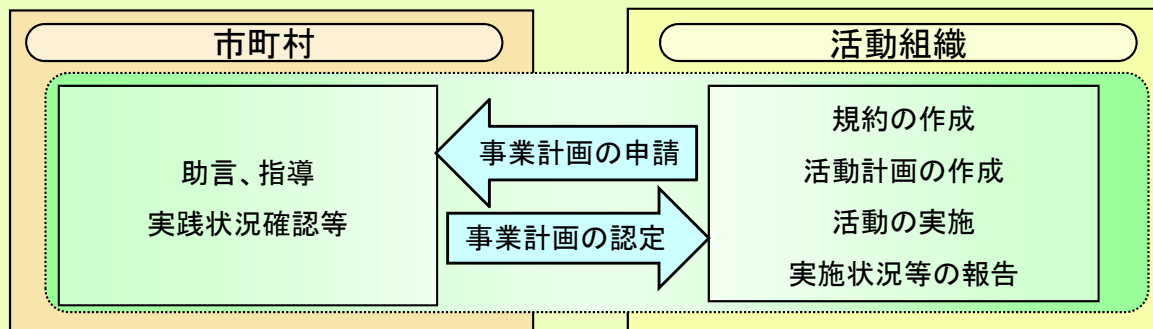 市町村
活動組織
助言、指導
実践状況確認等
事業計画の申請
事業計画の認定
規約の作成
活動計画の作成
活動の実施
実施状況等の報告